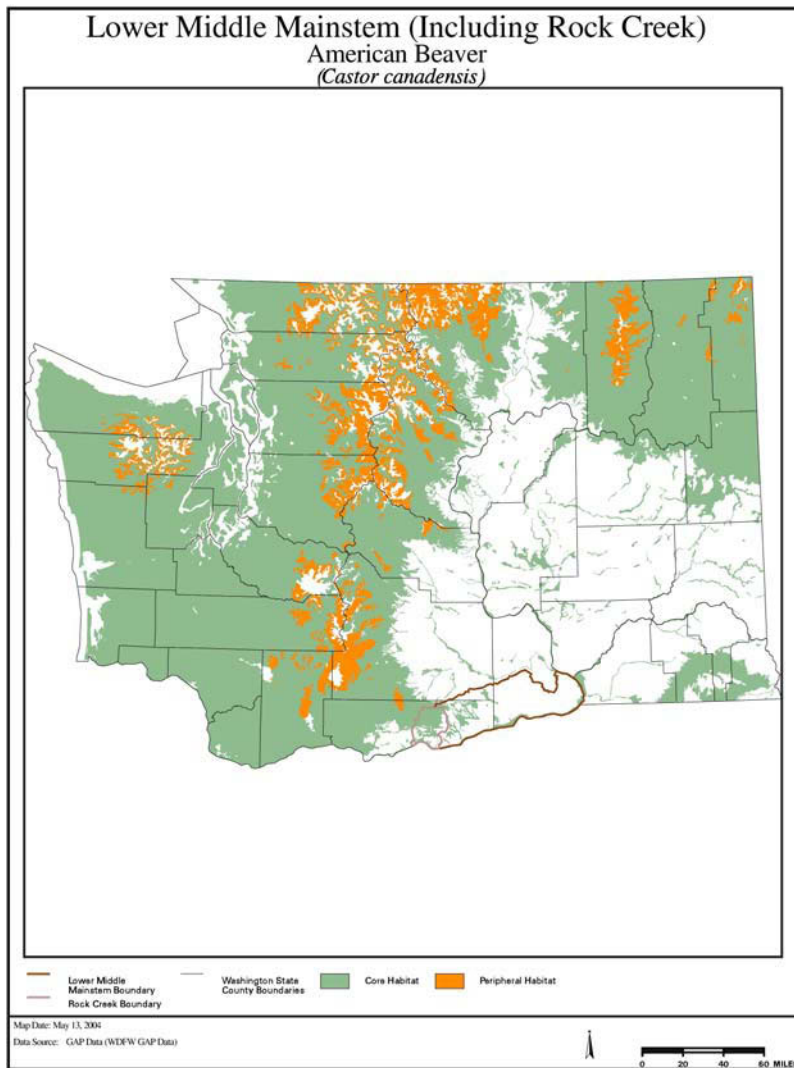 Lower Middle Mainstem (Including Rock Creek)
American Beaver
(Castor canadensis)
Lower Middle
Mainstem Boundary
Rock Creek Boundary
Washington State
County Boundaries
Core Habitat
Peripheral Habitat
Map Date: May 13, 2004
Data Source: GAP Data (WDFW GAP Data)
0 20 40 60 MILES